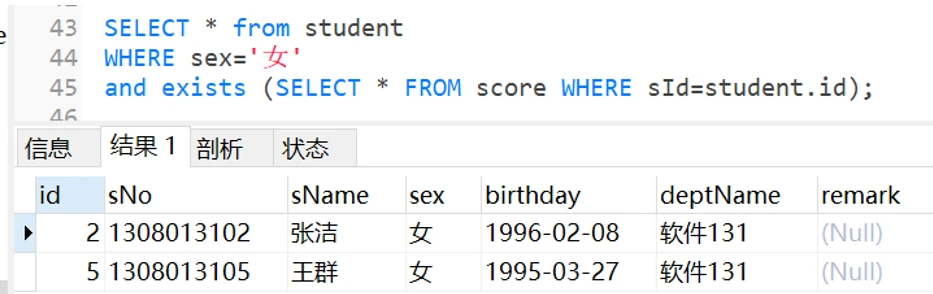 43 SELECT * from student
44 WHERE sex='女'
45 and exists (SELECT * FROM score WHERE sId=student.id);
46
信息 结果 1 剖析 状态
id sNo sName sex birthday deptName remark
2 1308013102 张洁 女 1996-02-08 软件131 (Null)
5 1308013105 王群 女 1995-03-27 软件131 (Null)